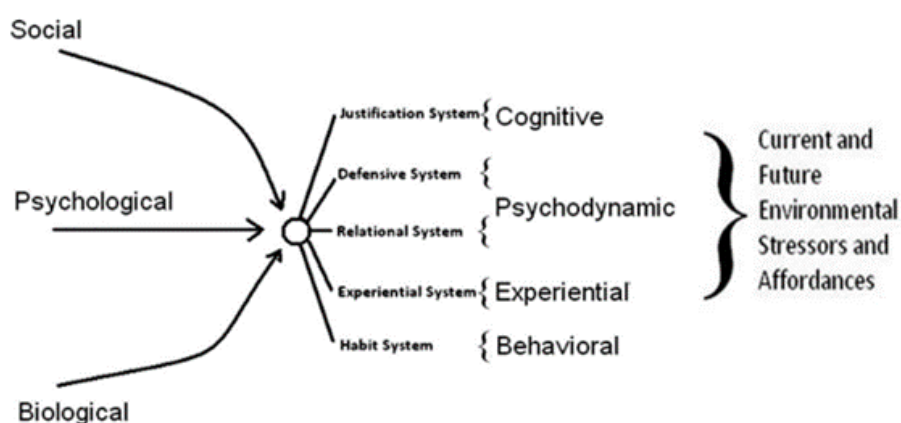 Social
Psychological
Biological
Justification System
Defensive System
Relational System
Experiential System
Habit System
Cognitive
Psychodynamic
Experiential
Behavioral
Current and
Future
Environmental
Stressors and
Affordances